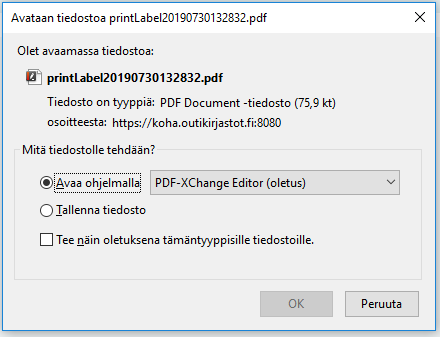 Avataan tiedostoa printLabel20190730132832.pdf
Olet avaamassa tiedostoa:
printLabel20190730132832.pdf
Tiedosto on tyyppiä: PDF Document -tiedosto (75,9 kt)
osoitteesta: https://koha.outikirjastot.fi:8080
Mitä tiedostolle tehdään?
Avaa ohjelmalla PDF-XChange Editor (oletus)
Tallenna tiedosto
Tee näin oletuksena tämäntyyppisille tiedostoille.
OK Peruuta